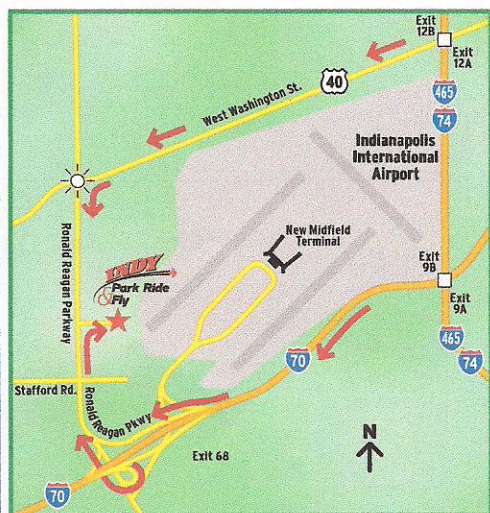 Exit
12B
Exit
12A
40
West Washington St.
465
74
Indianapolis
International
Airport
New Midfield
Terminal
Ronald Reagan Parkway
INDY
Park Ride
& Fly
Exit
9B
Exit
9A
70
465
74
Stafford Rd.
Ronald Reagan Pkwy
Exit 68
N
70